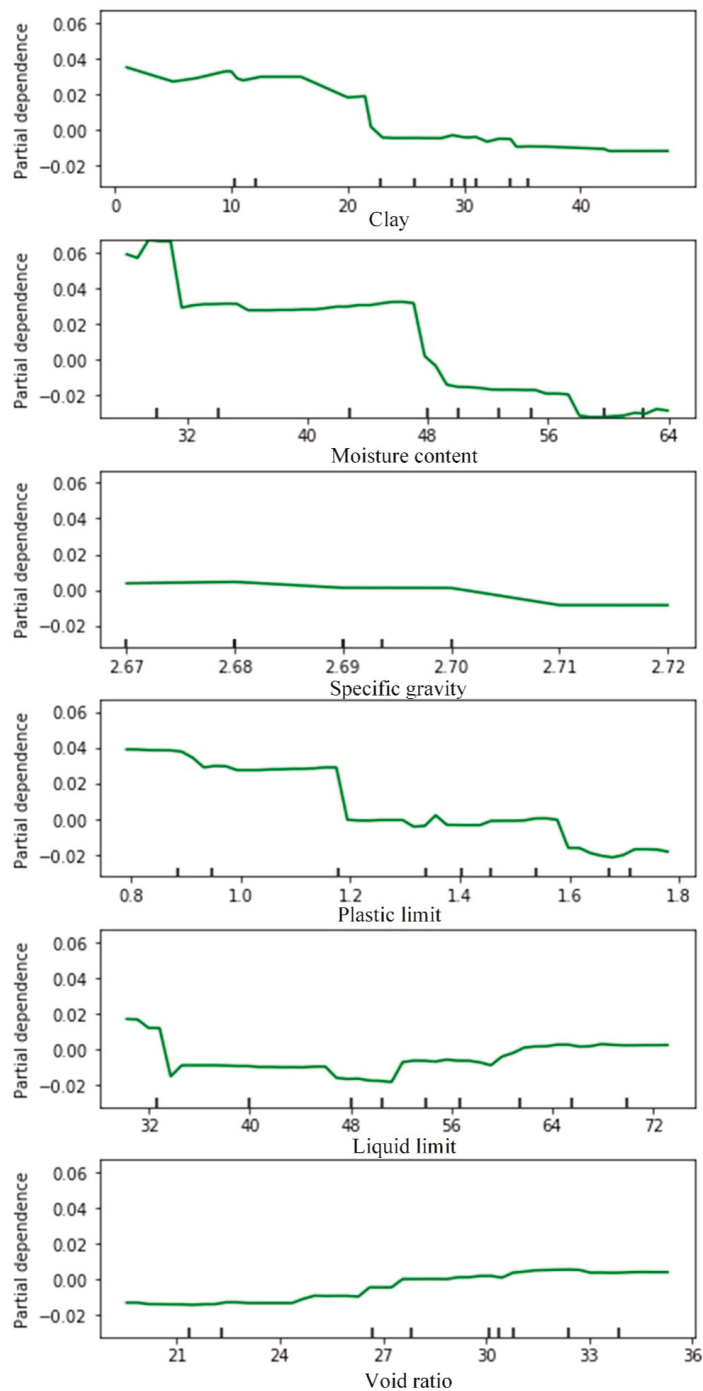 0.06
0.04
0.02
0.00
−0.02
Partial dependence
0 10 20 30 40
Clay
0.06
0.04
0.02
0.00
−0.02
Partial dependence
32 40 48 56 64
Moisture content
0.06
0.04
0.02
0.00
−0.02
Partial dependence
2.67 2.68 2.69 2.70 2.71 2.72
Specific gravity
0.06
0.04
0.02
0.00
−0.02
Partial dependence
0.8 1.0 1.2 1.4 1.6 1.8
Plastic limit
0.06
0.04
0.02
0.00
−0.02
Partial dependence
32 40 48 56 64 72
Liquid limit
0.06
0.04
0.02
0.00
−0.02
Partial dependence
21 24 27 30 33 36
Void ratio